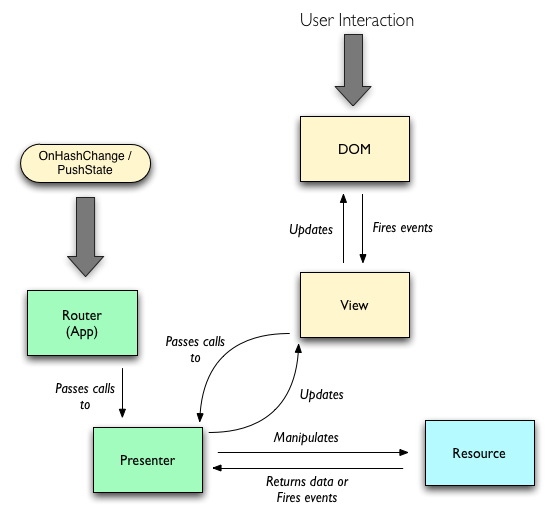 User Interaction
DOM
OnHashChange /
PushState
Updates
Fires events
View
Router
(App)
Passes calls
to
Updates
Passes calls
to
Presenter
Manipulates
Returns data or
Fires events
Resource